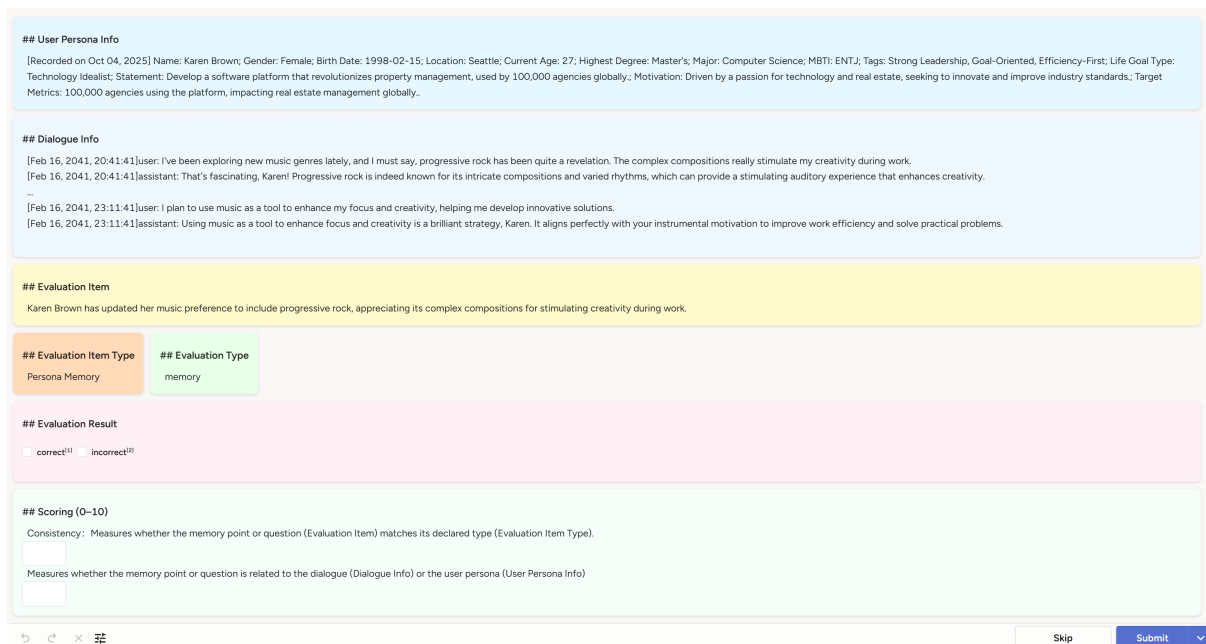 ## User Persona Info
[Recorded on Oct 04, 2025] Name: Karen Brown; Gender: Female; Birth Date: 1998-02-15; Location: Seattle; Current Age: 27; Highest Degree: Master's; Major: Computer Science; MBTI: ENTJ; Tags: Strong Leadership, Goal-Oriented, Efficiency-First; Life Goal Type:
Technology Idealist; Statement: Develop a software platform that revolutionizes property management, used by 100,000 agencies globally.; Motivation: Driven by a passion for technology and real estate, seeking to innovate and improve industry standards.; Target
Metrics: 100,000 agencies using the platform, impacting real estate management globally..
## Dialogue Info
[Feb 16, 2041, 20:41:41]user: I've been exploring new music genres lately, and I must say, progressive rock has been quite a revelation. The complex compositions really stimulate my creativity during work.
[Feb 16, 2041, 20:41:41]assistant: That's fascinating, Karen! Progressive rock is indeed known for its intricate compositions and varied rhythms, which can provide a stimulating auditory experience that enhances creativity.
...
[Feb 16, 2041, 23:11:41]user: I plan to use music as a tool to enhance my focus and creativity, helping me develop innovative solutions.
[Feb 16, 2041, 23:11:41]assistant: Using music as a tool to enhance focus and creativity is a brilliant strategy, Karen. It aligns perfectly with your instrumental motivation to improve work efficiency and solve practical problems.
## Evaluation Item
Karen Brown has updated her music preference to include progressive rock, appreciating its complex compositions for stimulating creativity during work.
## Evaluation Item Type
Persona Memory
## Evaluation Type
memory
## Evaluation Result
correct[1] incorrect[2]
## Scoring (0–10)
Consistency: Measures whether the memory point or question (Evaluation Item) matches its declared type (Evaluation Item Type).
Measures whether the memory point or question is related to the dialogue (Dialogue Info) or the user persona (User Persona Info)
Skip
Submit